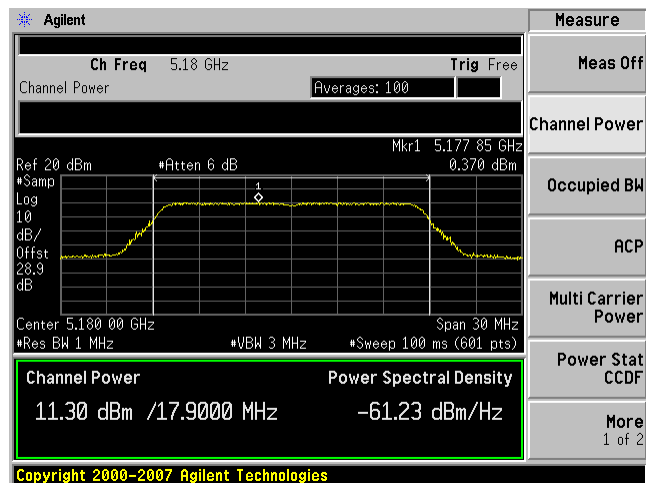 Agilent
Measure
Ch Freq 5.18 GHz Trig Free
Channel Power Averages: 100
Mkr1 5.177 85 GHz
Ref 20 dBm #Atten 6 dB 0.370 dBm
#Samp
Log
10
dB/
Offst
28.9
dB
1
Center 5.180 00 GHz Span 30 MHz
#Res BW 1 MHz #VBW 3 MHz #Sweep 100 ms (601 pts)
Channel Power Power Spectral Density
11.30 dBm /17.9000 MHz -61.23 dBm/Hz
Copyright 2000-2007 Agilent Technologies
Meas Off
Channel Power
Occupied BW
ACP
Multi Carrier
Power
Power Stat
CCDF
More
1 of 2